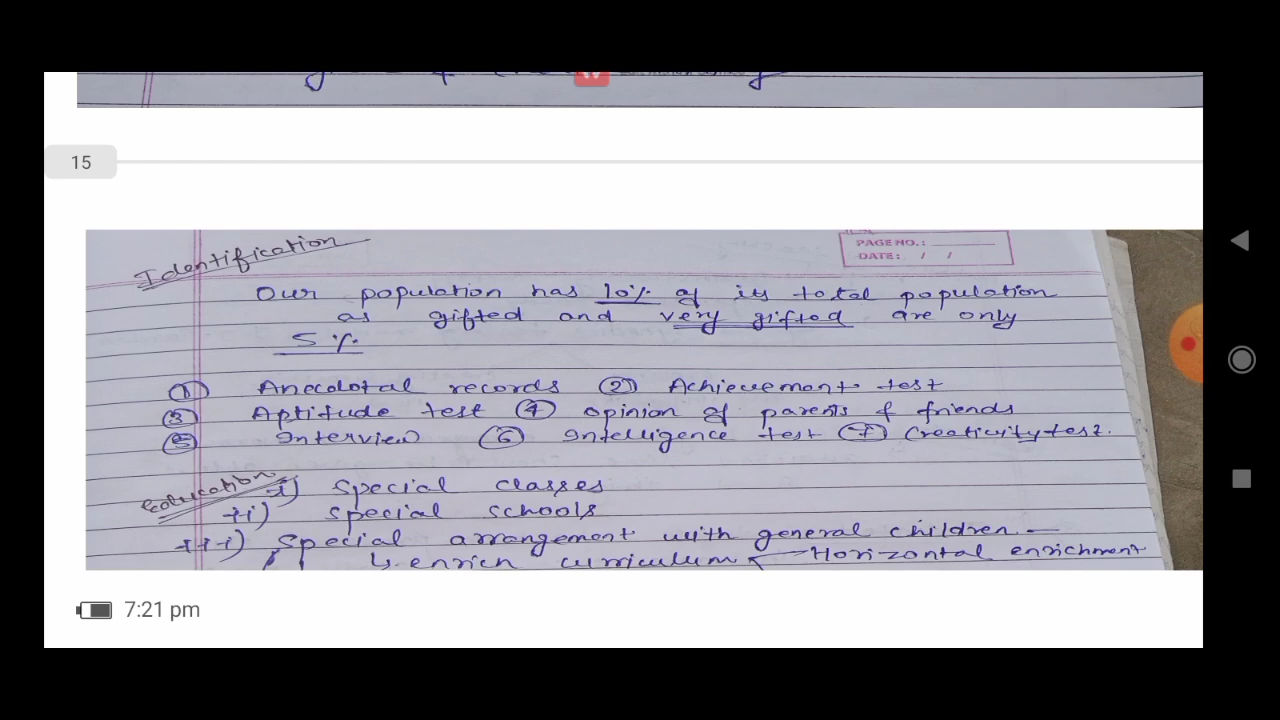 15
PAGE NO.:
DATE: / /
Identification
Our population has 10% of its total population
as gifted and very gifted are only
5 %
① Anecdotal records ② Achievement test
③ Aptitude test ④ opinion of parents & friends
⑤ Interview ⑥ Intelligence test ⑦ Creativity test.
Education i) special classes
ii) special schools
iii) special arrangement with general children —
↳ enrich curriculum Horizontal enrichment
7:21 pm